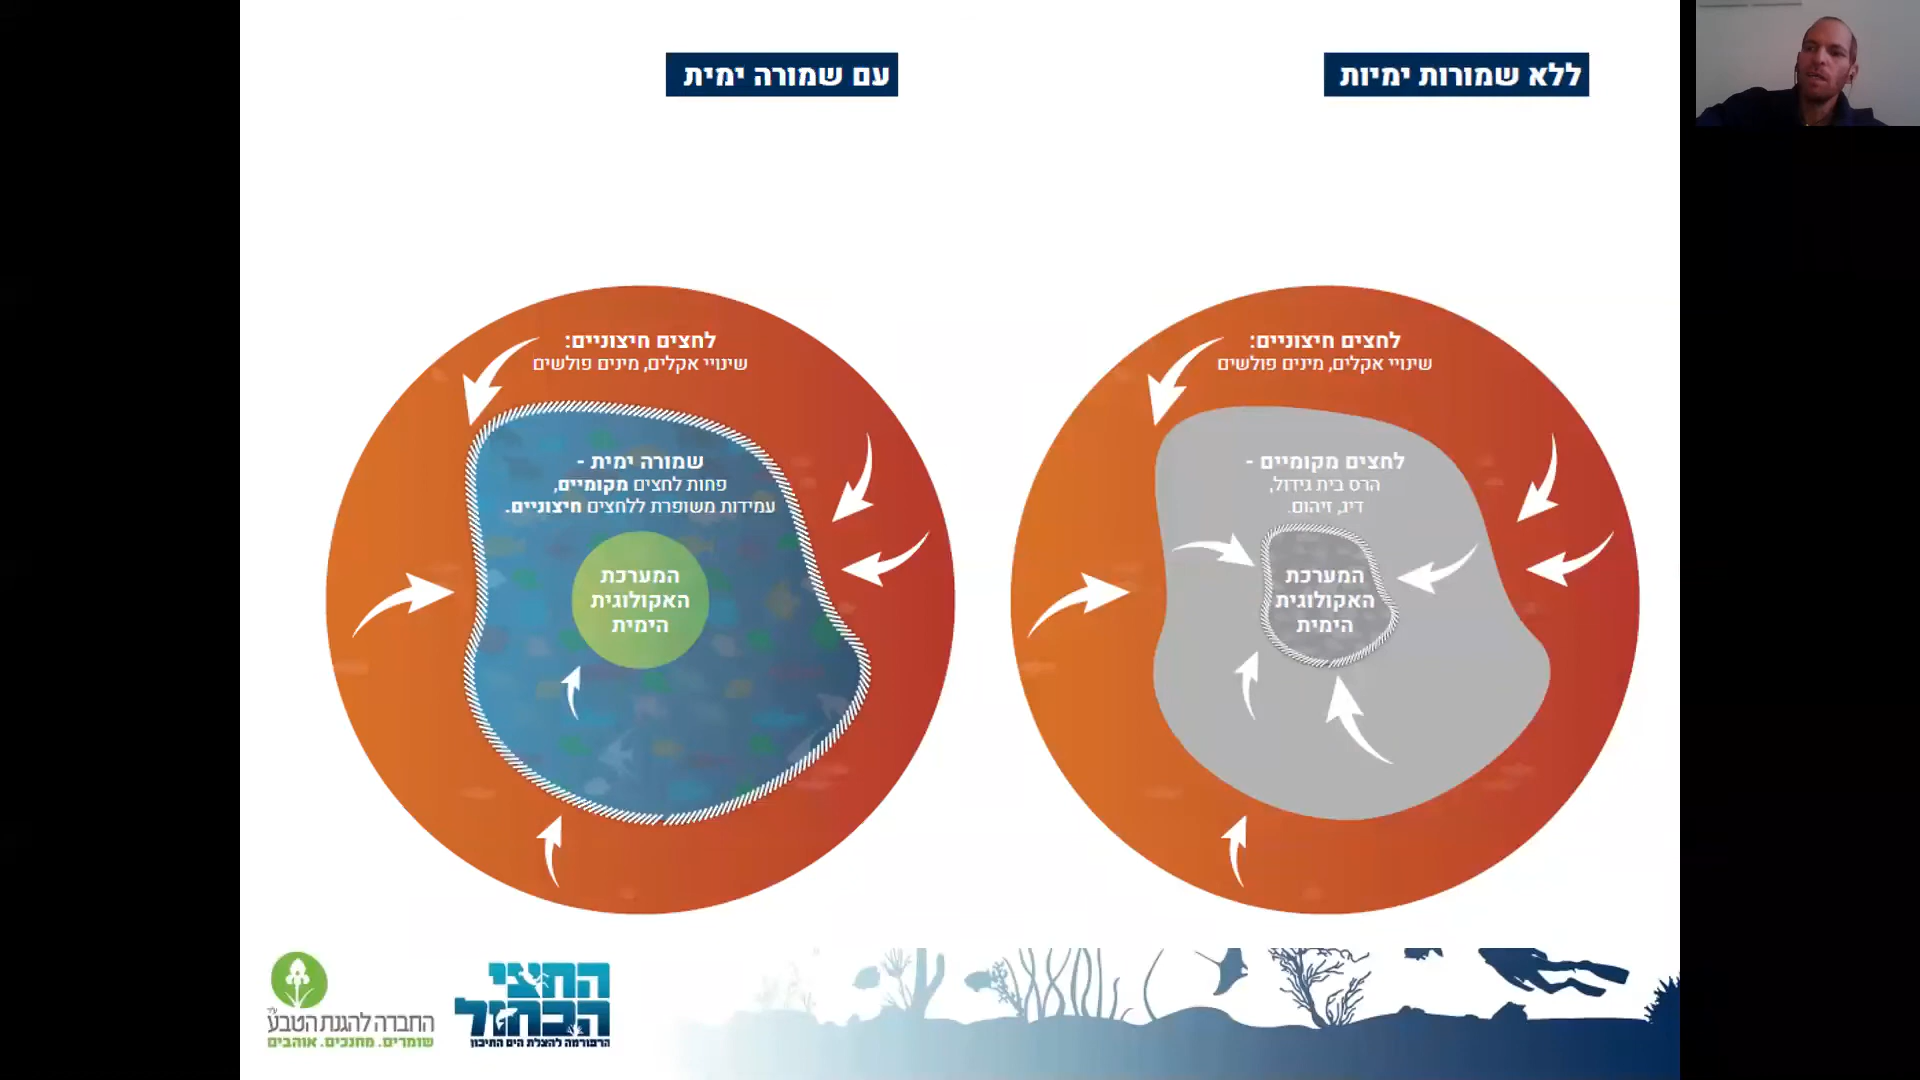 ללא שמורות ימיות
לחצים חיצוניים:
שינויי אקלים, מינים פולשים
לחצים מקומיים -
הרס בית גידול,
דיג, זיהום.
המערכת
האקולוגית
הימית
עם שמורה ימית
לחצים חיצוניים:
שינויי אקלים, מינים פולשים
שמורה ימית -
פחות לחצים מקומיים,
עמידות משופרת ללחצים חיצוניים.
המערכת
האקולוגית
הימית
החצי
הכחול
הרפורמה להצלת הים התיכון
החברה להגנת הטבע
שומרים. מחנכים. אוהבים